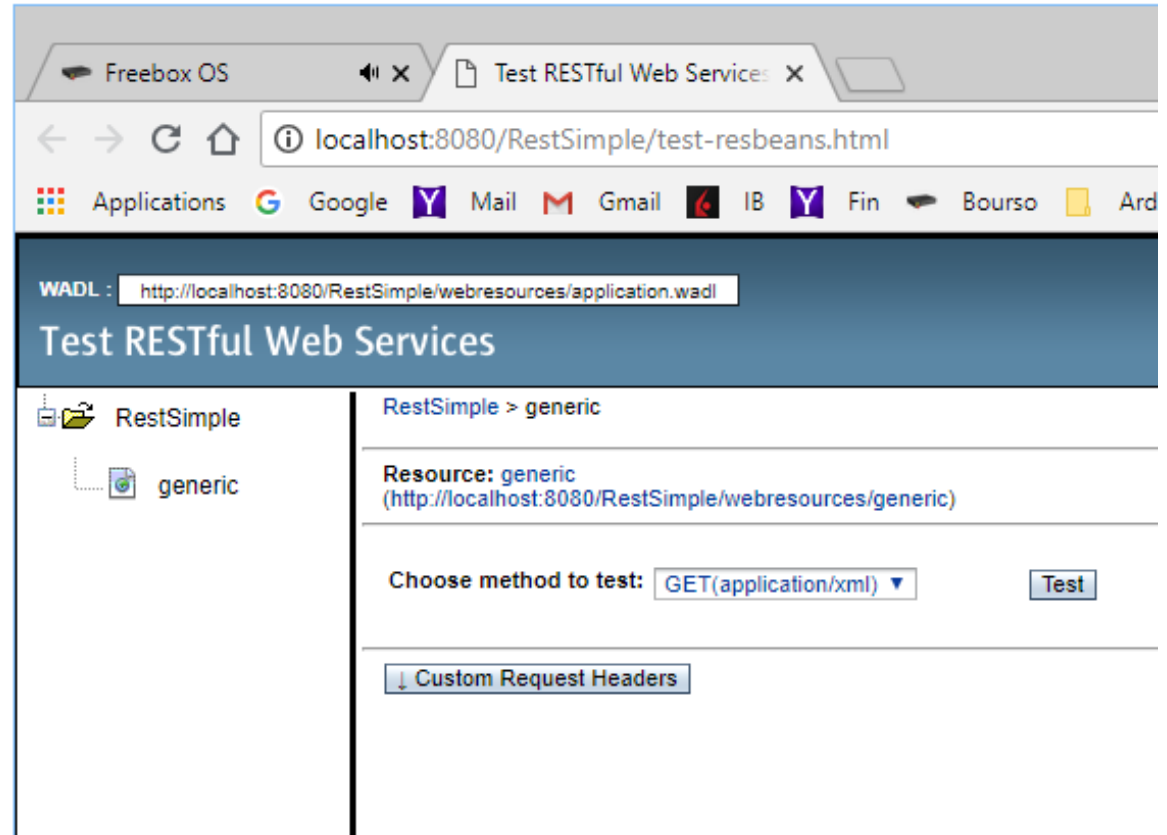 Freebox OS
Test RESTful Web Services
localhost:8080/RestSimple/test-resbeans.html
Applications G Google Y Mail M Gmail IB Y Fin Bourso Ard
WADL : http://localhost:8080/RestSimple/webresources/application.wadl
Test RESTful Web Services
RestSimple
generic
RestSimple > generic
Resource: generic
(http://localhost:8080/RestSimple/webresources/generic)
Choose method to test: GET(application/xml) ▼ Test
↓ Custom Request Headers